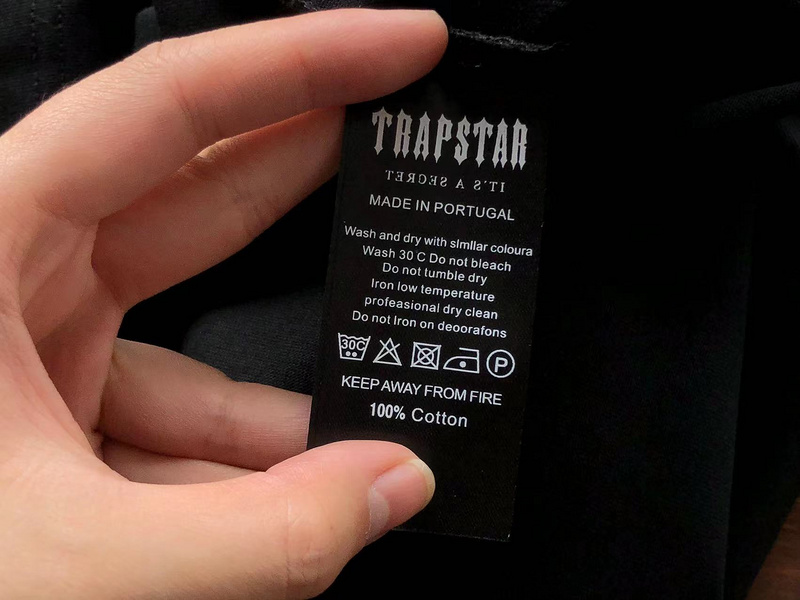 TRAPSTAR
IT'S A SECRET
MADE IN PORTUGAL
Wash and dry with simllar coloura
Wash 30 C Do not bleach
Do not tumble dry
Iron low temperature
profeasional dry clean
Do not Iron on deoorafons
30C
P
KEEP AWAY FROM FIRE
100% Cotton